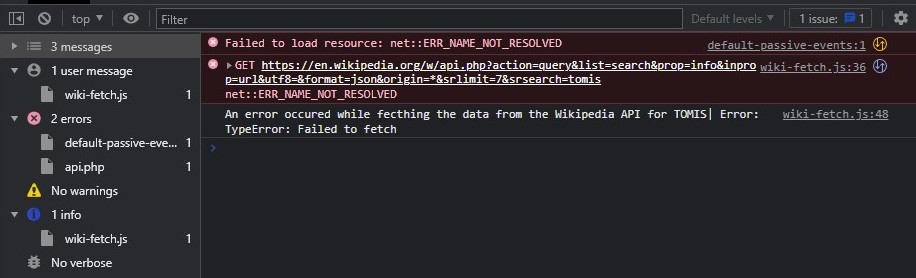 top
Filter
Default levels
1 issue: 1
3 messages
1 user message
wiki-fetch.js 1
2 errors
default-passive-eve... 1
api.php 1
No warnings
1 info
wiki-fetch.js 1
No verbose
Failed to load resource: net::ERR_NAME_NOT_RESOLVED default-passive-events:1
GET https://en.wikipedia.org/w/api.php?action=query&list=search&prop=info&inpro wiki-fetch.js:36
p=url&utf8=&format=json&origin=*&srlimit=7&srsearch=tomis
net::ERR_NAME_NOT_RESOLVED
An error occured while fecthing the data from the Wikipedia API for TOMIS| Error: wiki-fetch.js:48
TypeError: Failed to fetch